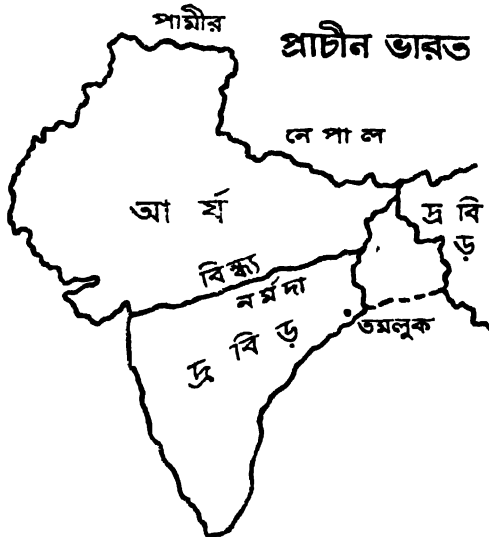 পামীর
প্রাচীন ভারত
নে পা ল
আ র্য
দ্র বি ড়
বিন্ধ্য
নর্মদা
তমলুক
দ্র বি ড়